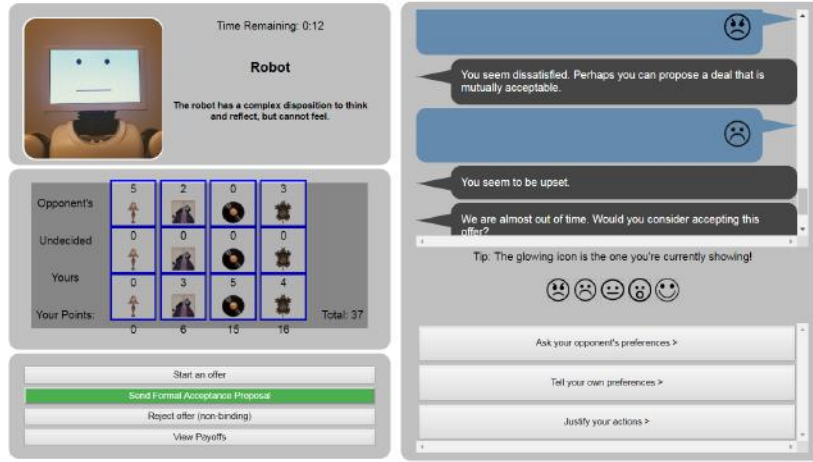 Time Remaining: 0:12
Robot
The robot has a complex disposition to think
and reflect, but cannot feel.
Opponent's
5 2 0 3
Undecided
0 0 0 0
Yours
0 3 5 4
Your Points:
0 6 15 16
Total: 37
Start an offer
Send Formal Acceptance Proposal
Reject offer (non-binding)
View Payoffs
You seem dissatisfied. Perhaps you can propose a deal that is
mutually acceptable.
You seem to be upset.
We are almost out of time. Would you consider accepting this
offer?
Tip: The glowing icon is the one you're currently showing!
Ask your opponent's preferences >
Tell your own preferences >
Justify your actions >